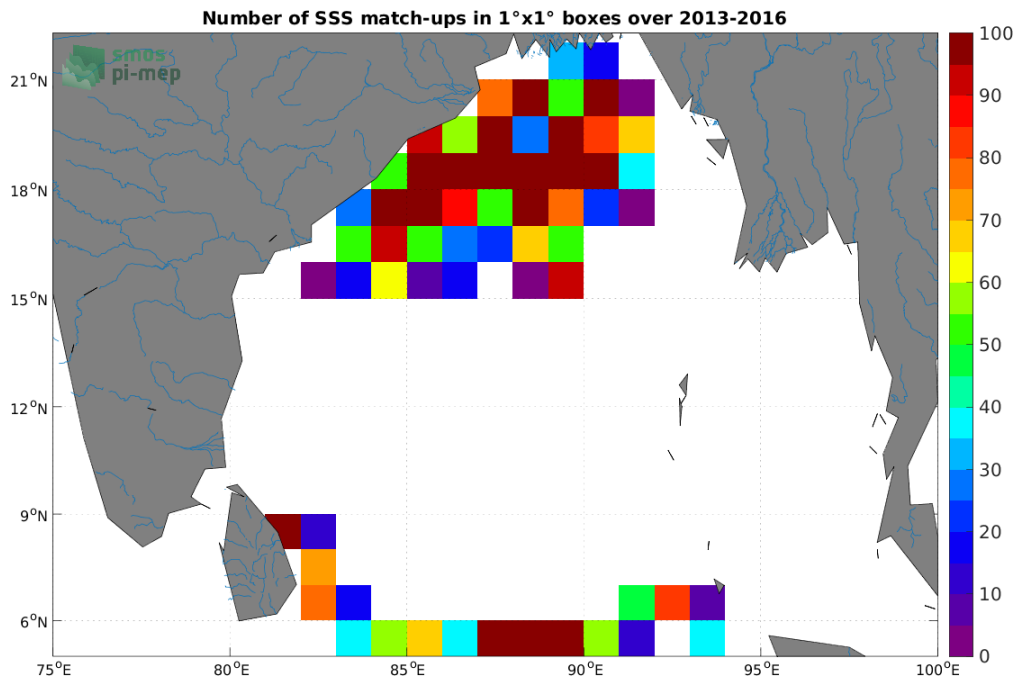 Number of SSS match-ups in 1°x1° boxes over 2013-2016
smos
pi-mep
21°N
18°N
15°N
12°N
9°N
6°N
75°E 80°E 85°E 90°E 95°E 100°E
100
90
80
70
60
50
40
30
20
10
0